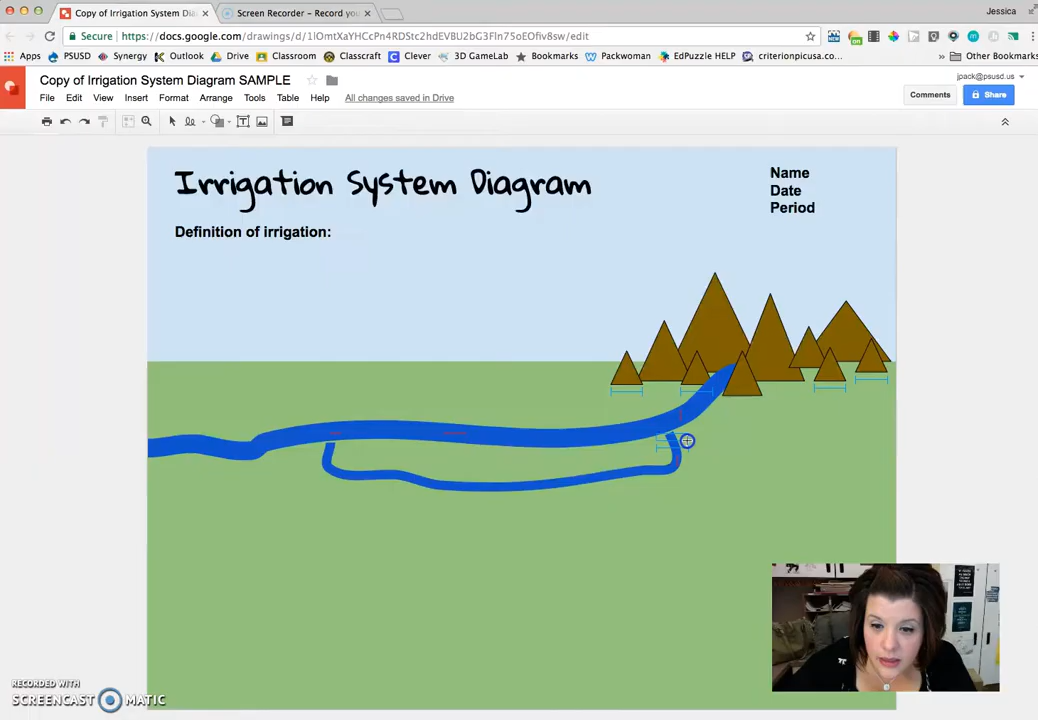 Copy of Irrigation System Dia
Screen Recorder – Record you
Jessica
Secure
https://docs.google.com/drawings/d/1IOmtXaYHCcPn4RDStc2hdEVBU2bG3FIn75oEOfiv8sw/edit
Apps
PSUSD
Synergy
Outlook
Drive
Classroom
Classcraft
Clever
3D GameLab
Bookmarks
Packwoman
EdPuzzle HELP
criterionpicusa.co...
»
Other Bookmarks
Copy of Irrigation System Diagram SAMPLE
jpack@psusd.us
File Edit View Insert Format Arrange Tools Table Help All changes saved in Drive
Comments
Share
Irrigation System Diagram
Name
Date
Period
Definition of irrigation:
RECORDED WITH
SCREENCAST MATIC